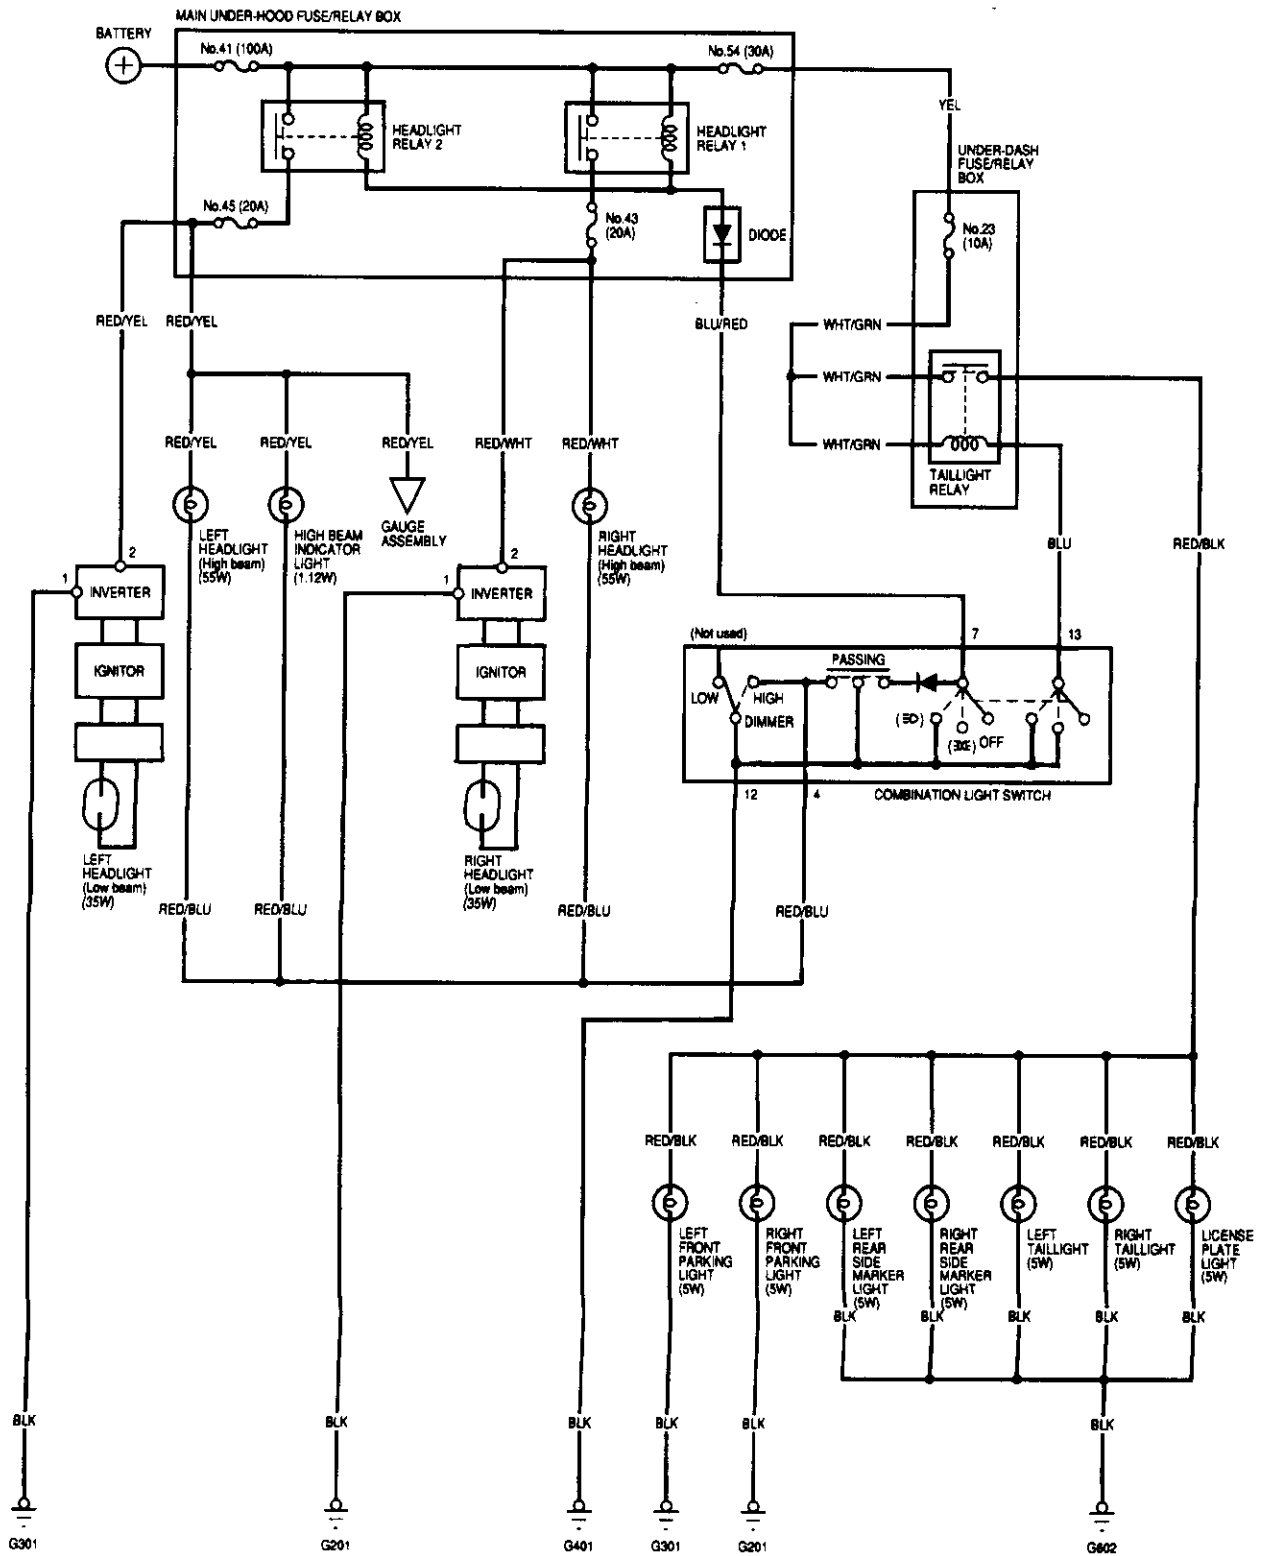 MAIN UNDER-HOOD FUSE/RELAY BOX
BATTERY
No.41 (100A)
No.54 (30A)
YEL
HEADLIGHT
RELAY 2
HEADLIGHT
RELAY 1
UNDER-DASH
FUSE/RELAY
BOX
No.45 (20A)
No.43
(20A)
DIODE
No.23
(10A)
RED/YEL
RED/YEL
BLU/RED
WHT/GRN
WHT/GRN
WHT/GRN
RED/YEL
RED/YEL
RED/YEL
RED/WHT
RED/WHT
TAILLIGHT
RELAY
LEFT
HEADLIGHT
(High beam)
(55W)
HIGH BEAM
INDICATOR
LIGHT
(1.12W)
GAUGE
ASSEMBLY
RIGHT
HEADLIGHT
(High beam)
(55W)
BLU
RED/BLK
2
1
INVERTER
2
1
INVERTER
IGNITOR
IGNITOR
(Not used)
7
13
PASSING
LOW
HIGH
DIMMER
OFF
12
4
COMBINATION LIGHT SWITCH
LEFT
HEADLIGHT
(Low beam)
(35W)
RIGHT
HEADLIGHT
(Low beam)
(35W)
RED/BLU
RED/BLU
RED/BLU
RED/BLU
RED/BLK
RED/BLK
RED/BLK
RED/BLK
RED/BLK
RED/BLK
RED/BLK
LEFT
FRONT
PARKING
LIGHT
(5W)
RIGHT
FRONT
PARKING
LIGHT
(5W)
LEFT
REAR
SIDE
MARKER
LIGHT
(5W)
RIGHT
REAR
SIDE
MARKER
LIGHT
(5W)
LEFT
TAILLIGHT
(5W)
RIGHT
TAILLIGHT
(5W)
LICENSE
PLATE
LIGHT
(5W)
BLK
BLK
BLK
BLK
BLK
BLK
BLK
BLK
BLK
BLK
BLK
G301
G201
G401
G301
G201
G602